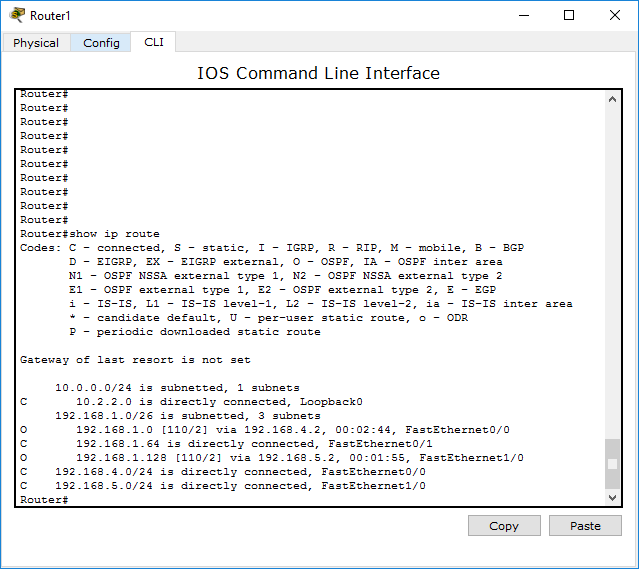 Router1
Physical Config CLI
IOS Command Line Interface
Router#
Router#
Router#
Router#
Router#
Router#
Router#
Router#
Router#
Router#
Router#show ip route
Codes: C - connected, S - static, I - IGRP, R - RIP, M - mobile, B - BGP
       D - EIGRP, EX - EIGRP external, O - OSPF, IA - OSPF inter area
       N1 - OSPF NSSA external type 1, N2 - OSPF NSSA external type 2
       E1 - OSPF external type 1, E2 - OSPF external type 2, E - EGP
       i - IS-IS, L1 - IS-IS level-1, L2 - IS-IS level-2, ia - IS-IS inter area
       * - candidate default, U - per-user static route, o - ODR
       P - periodic downloaded static route
Gateway of last resort is not set
     10.0.0.0/24 is subnetted, 1 subnets
C       10.2.2.0 is directly connected, Loopback0
     192.168.1.0/26 is subnetted, 3 subnets
O       192.168.1.0 [110/2] via 192.168.4.2, 00:02:44, FastEthernet0/0
C       192.168.1.64 is directly connected, FastEthernet0/1
O       192.168.1.128 [110/2] via 192.168.5.2, 00:01:55, FastEthernet1/0
C    192.168.4.0/24 is directly connected, FastEthernet0/0
C    192.168.5.0/24 is directly connected, FastEthernet1/0
Router#
Copy Paste